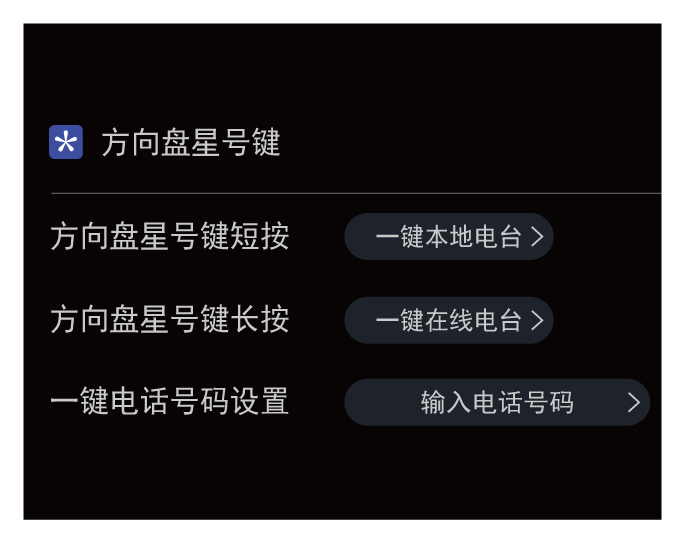 方向盘星号键
方向盘星号键短按 一键本地电台
方向盘星号键长按 一键在线电台
一键电话号码设置 输入电话号码